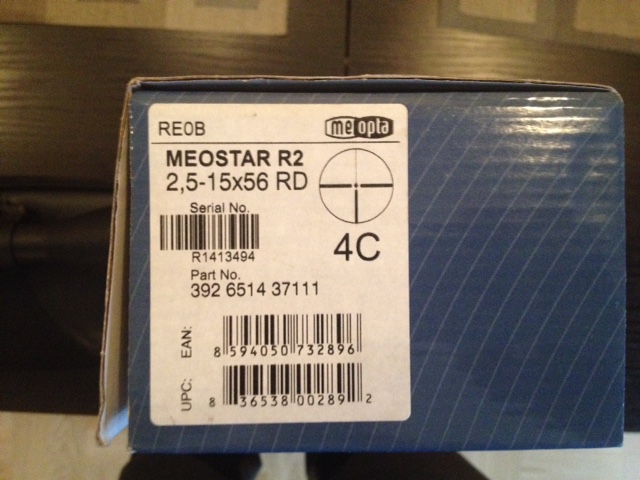 RE0B
meopta
MEOSTAR R2
2,5-15x56 RD
Serial No.
R1413494
4C
Part No.
392 6514 37111
EAN:
8 594050 732896
UPC:
8 36538 00289 2